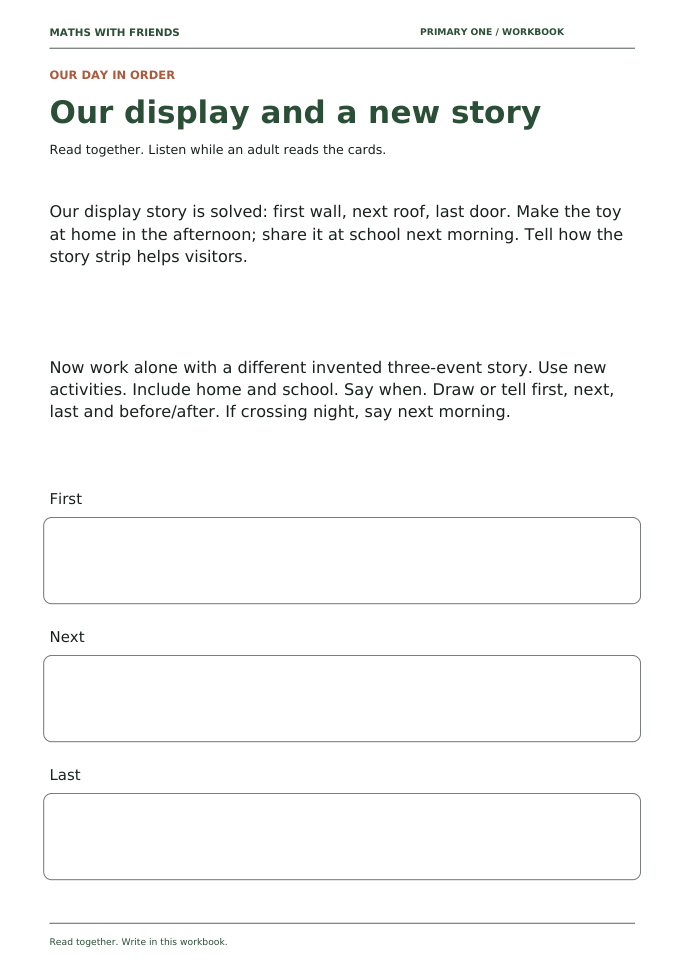 MATHS WITH FRIENDS
PRIMARY ONE / WORKBOOK
OUR DAY IN ORDER
Our display and a new story
Read together. Listen while an adult reads the cards.
Our display story is solved: first wall, next roof, last door. Make the toy
at home in the afternoon; share it at school next morning. Tell how the
story strip helps visitors.
Now work alone with a different invented three-event story. Use new
activities. Include home and school. Say when. Draw or tell first, next,
last and before/after. If crossing night, say next morning.
First
Next
Last
Read together. Write in this workbook.